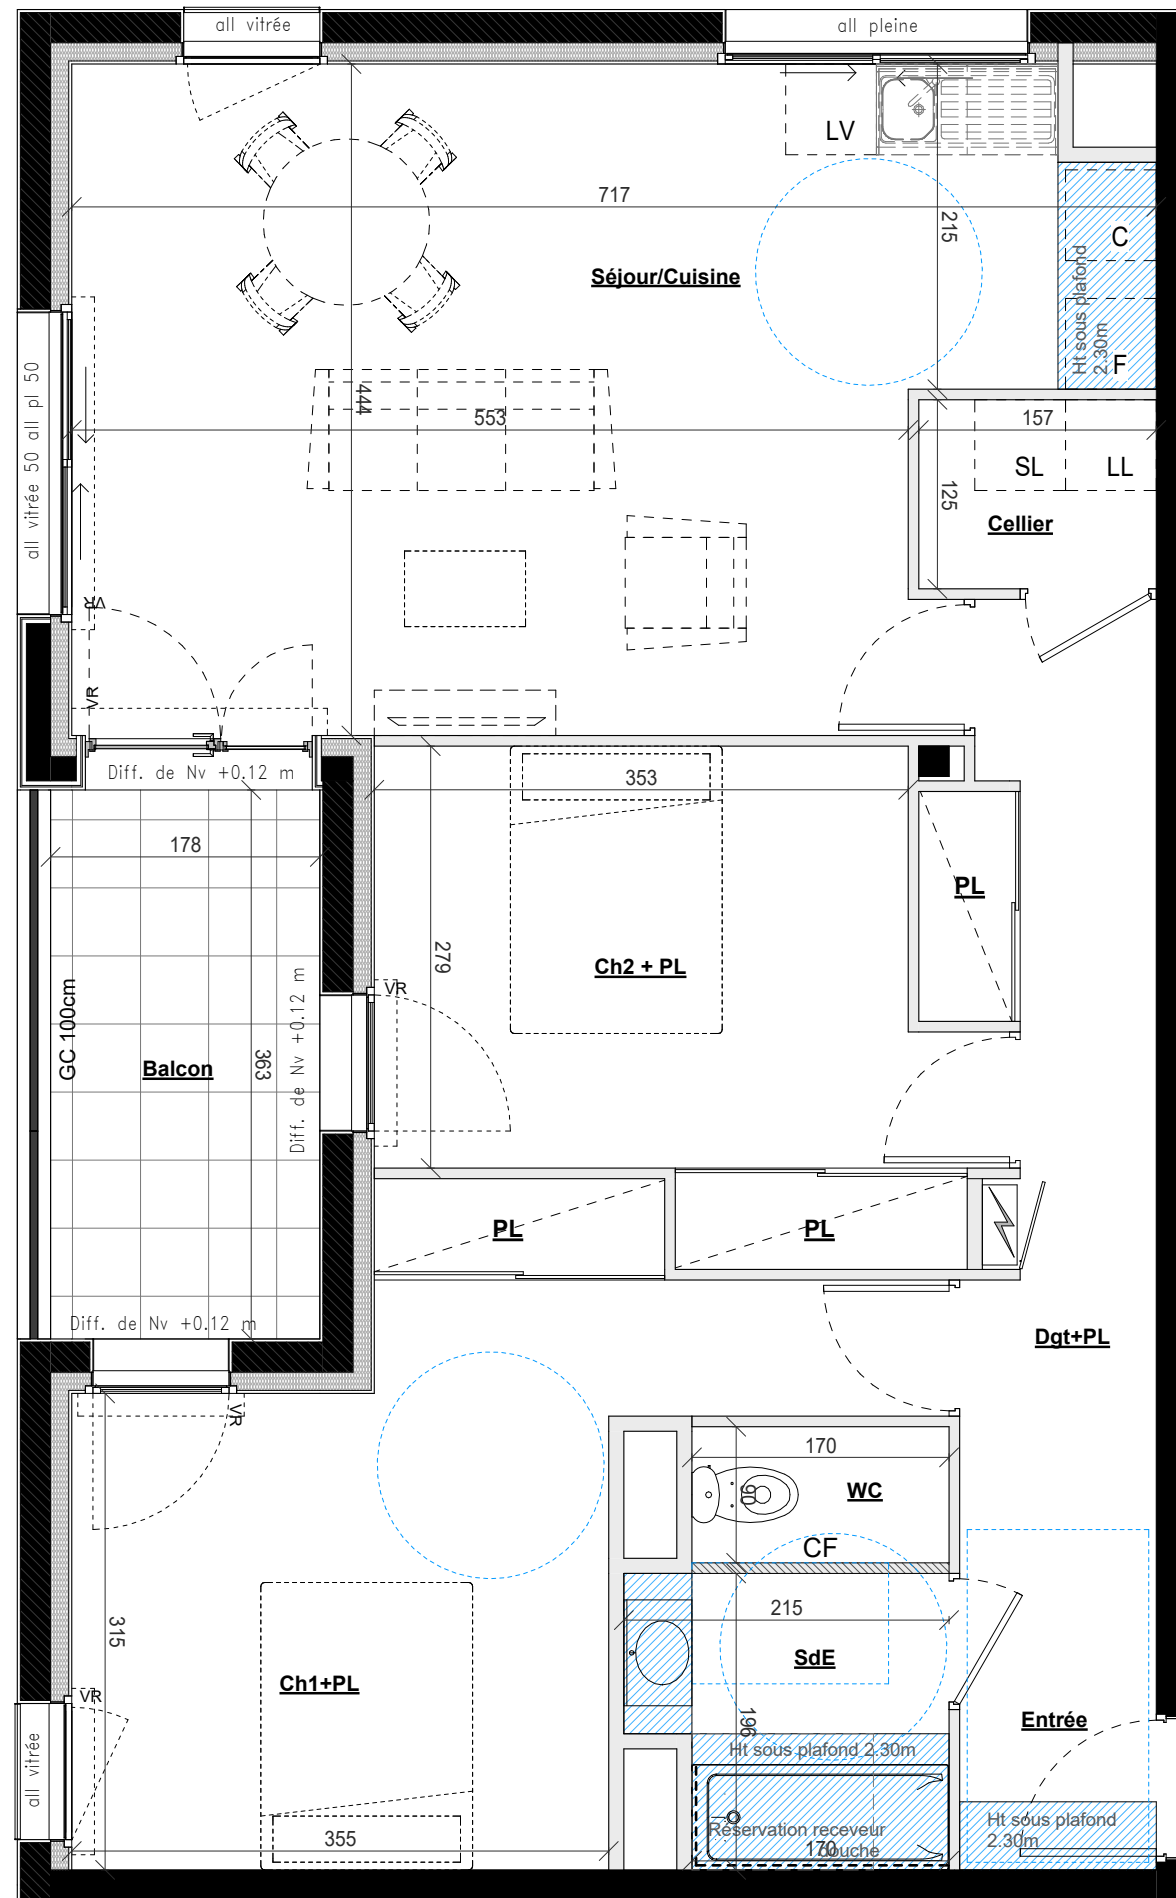 all vitrée
all pleine
LV
717
215
C
Séjour/Cuisine
Ht sous plafond
2.30m
F
all vitrée 50 all pl 50
444
553
157
SL
LL
125
Cellier
VR
VR
Diff. de Nv +0.12 m
353
178
PL
279
Ch2 + PL
VR
GC 100cm
Balcon
363
Diff. de Nv +0.12 m
PL
PL
Diff. de Nv +0.12 m
Dgt+PL
VR
170
90
WC
CF
315
215
SdE
Ch1+PL
VR
196
Entrée
all vitrée
Ht sous plafond 2.30m
Ht sous plafond
2.30m
Réservation receveur
douche
170
355